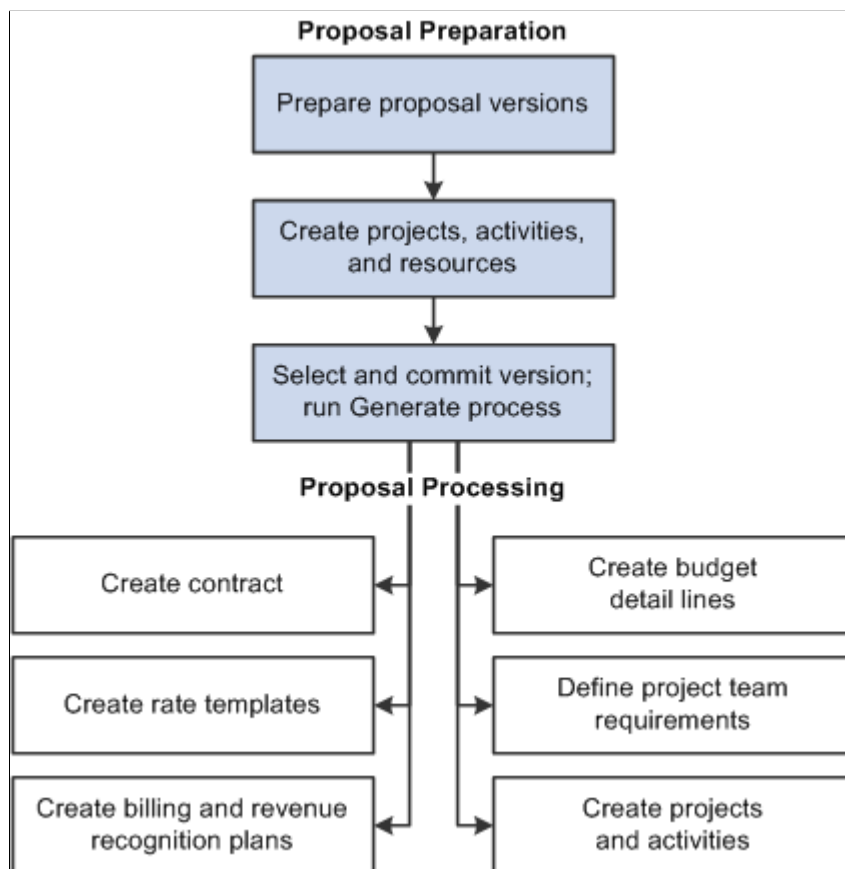 Proposal Preparation
Prepare proposal versions
Create projects, activities,
and resources
Select and commit version;
run Generate process
Proposal Processing
Create contract
Create budget
detail lines
Create rate templates
Define project team
requirements
Create billing and revenue
recognition plans
Create projects
and activities